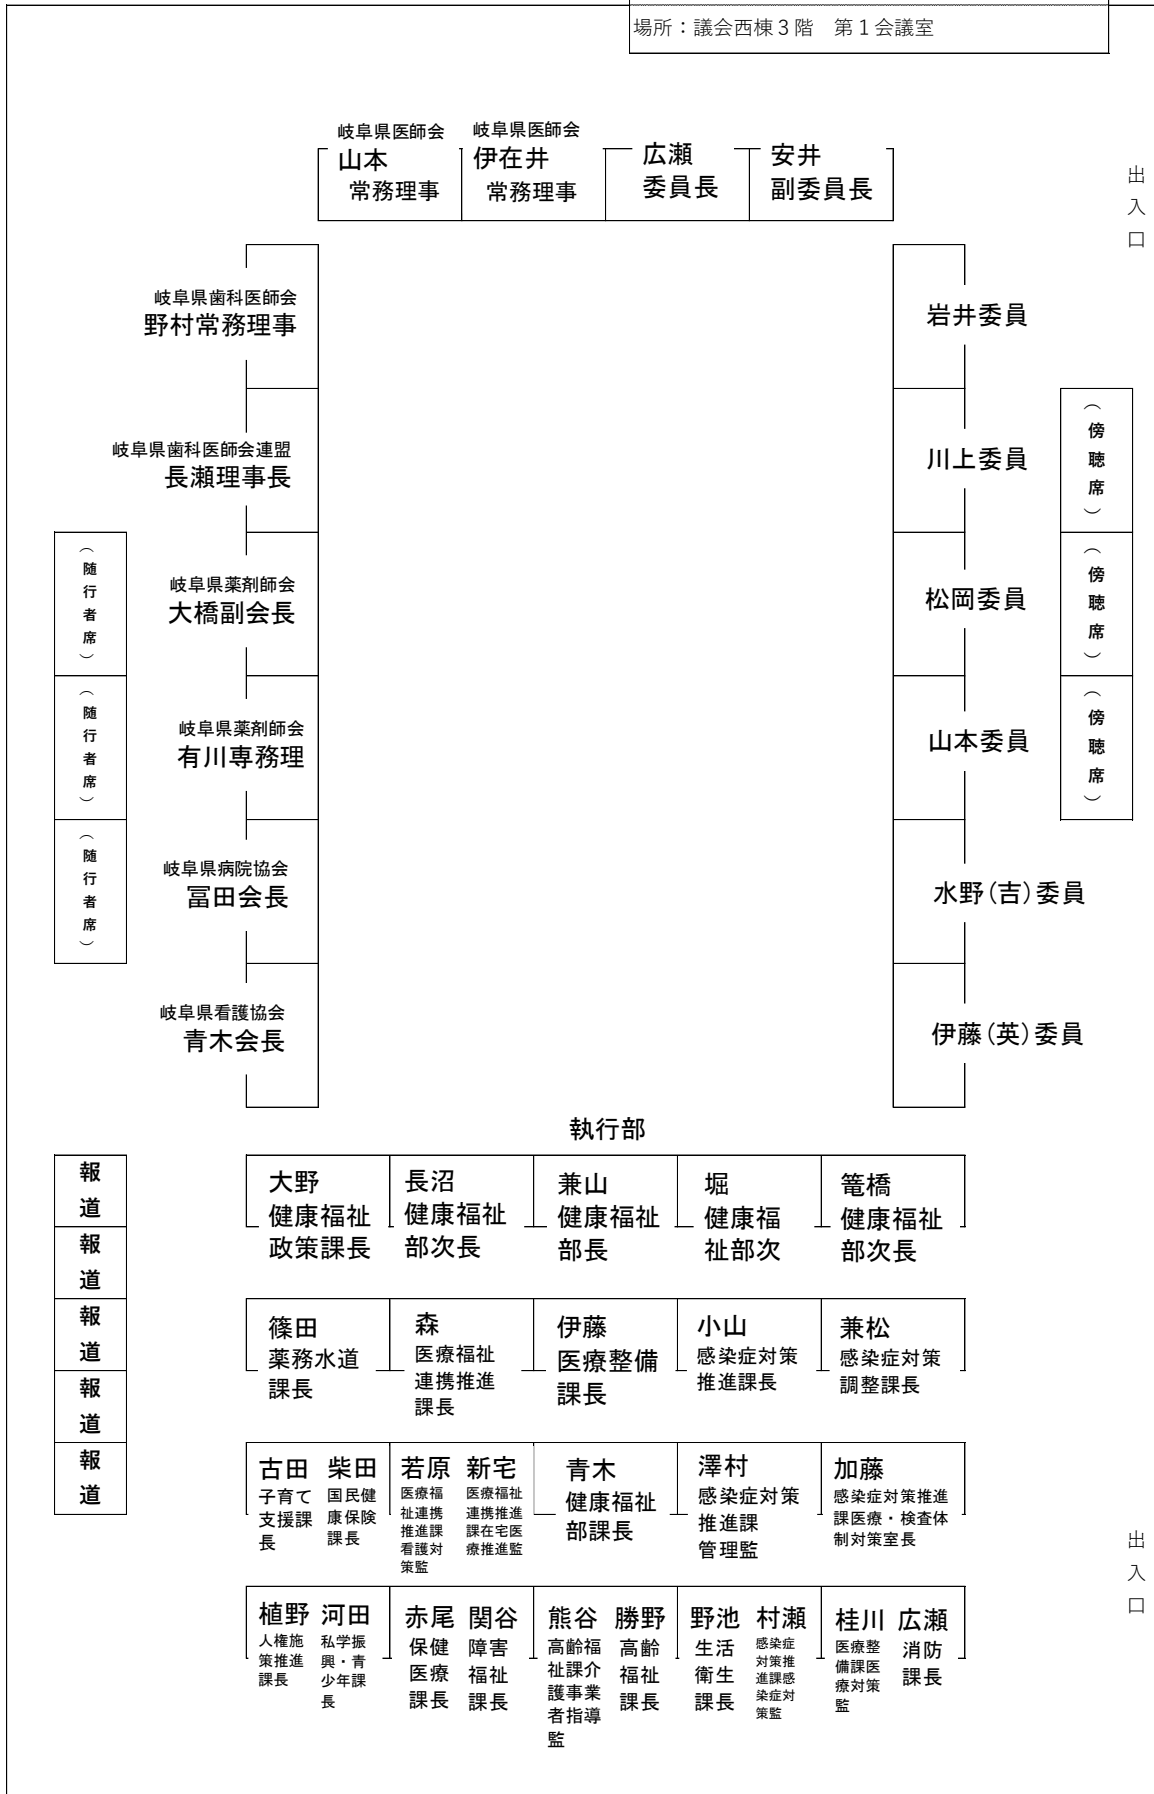 場所：議会西棟３階　第１会議室
岐阜県医師会
山本
常務理事
岐阜県医師会
伊在井
常務理事
広瀬
委員長
安井
副委員長
出入口
岐阜県歯科医師会
野村常務理事
岐阜県歯科医師会連盟
長瀬理事長
岐阜県薬剤師会
大橋副会長
岐阜県薬剤師会
有川専務理
岐阜県病院協会
冨田会長
岐阜県看護協会
青木会長
（随行者席）
（随行者席）
（随行者席）
岩井委員
川上委員
松岡委員
山本委員
水野(吉)委員
伊藤(英)委員
（傍聴席）
（傍聴席）
（傍聴席）
執行部
報道
報道
報道
報道
報道
大野
健康福祉
政策課長
長沼
健康福祉
部次長
兼山
健康福祉
部長
堀
健康福
祉部次
篭橋
健康福祉
部次長
篠田
薬務水道
課長
森
医療福祉
連携推進
課長
伊藤
医療整備
課長
小山
感染症対策
推進課長
兼松
感染症対策
調整課長
古田
子育て
支援課
長
柴田
国民健
康保険
課長
若原
医療福
祉連携
推進課
看護対
策監
新宅
医療福祉
連携推進
課在宅医
療推進監
青木
健康福祉
部課長
澤村
感染症対策
推進課
管理監
加藤
感染症対策推進
課医療・検査体
制対策室長
植野
人権施
策推進
課長
河田
私学振
興・青
少年課
長
赤尾
保健
医療
課長
関谷
障害
福祉
課長
熊谷
高齢福
祉課介
護事業
者指導
監
勝野
高齢
福祉
課長
野池
生活
衛生
課長
村瀬
感染症
対策推
進課感
染症対
策監
桂川
医療整
備課医
療対策
監
広瀬
消防
課長
出入口